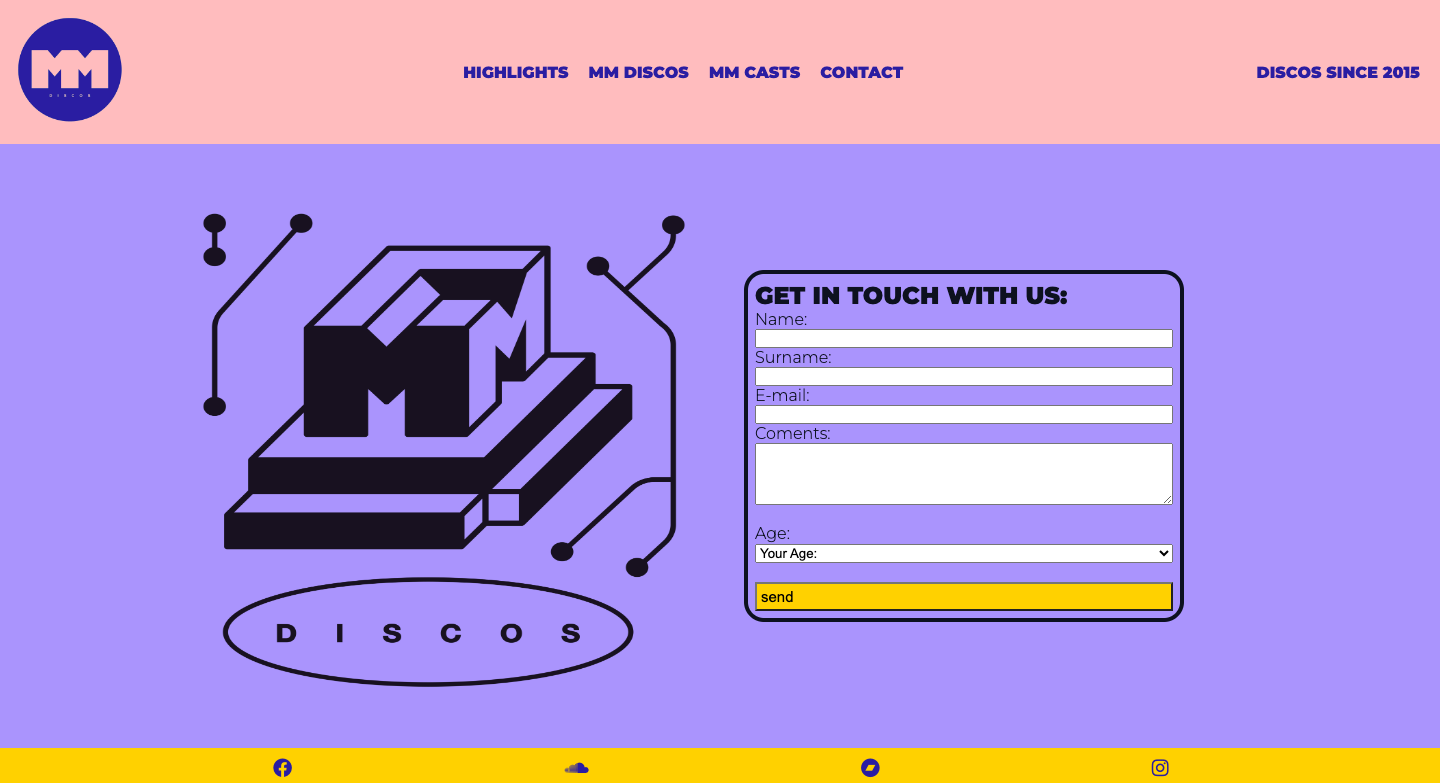 MM
DISCOS
HIGHLIGHTS MM DISCOS MM CASTS CONTACT
DISCOS SINCE 2015
MM
DISCOS
GET IN TOUCH WITH US:
Name:
Surname:
E-mail:
Coments:
Age:
Your Age:
send